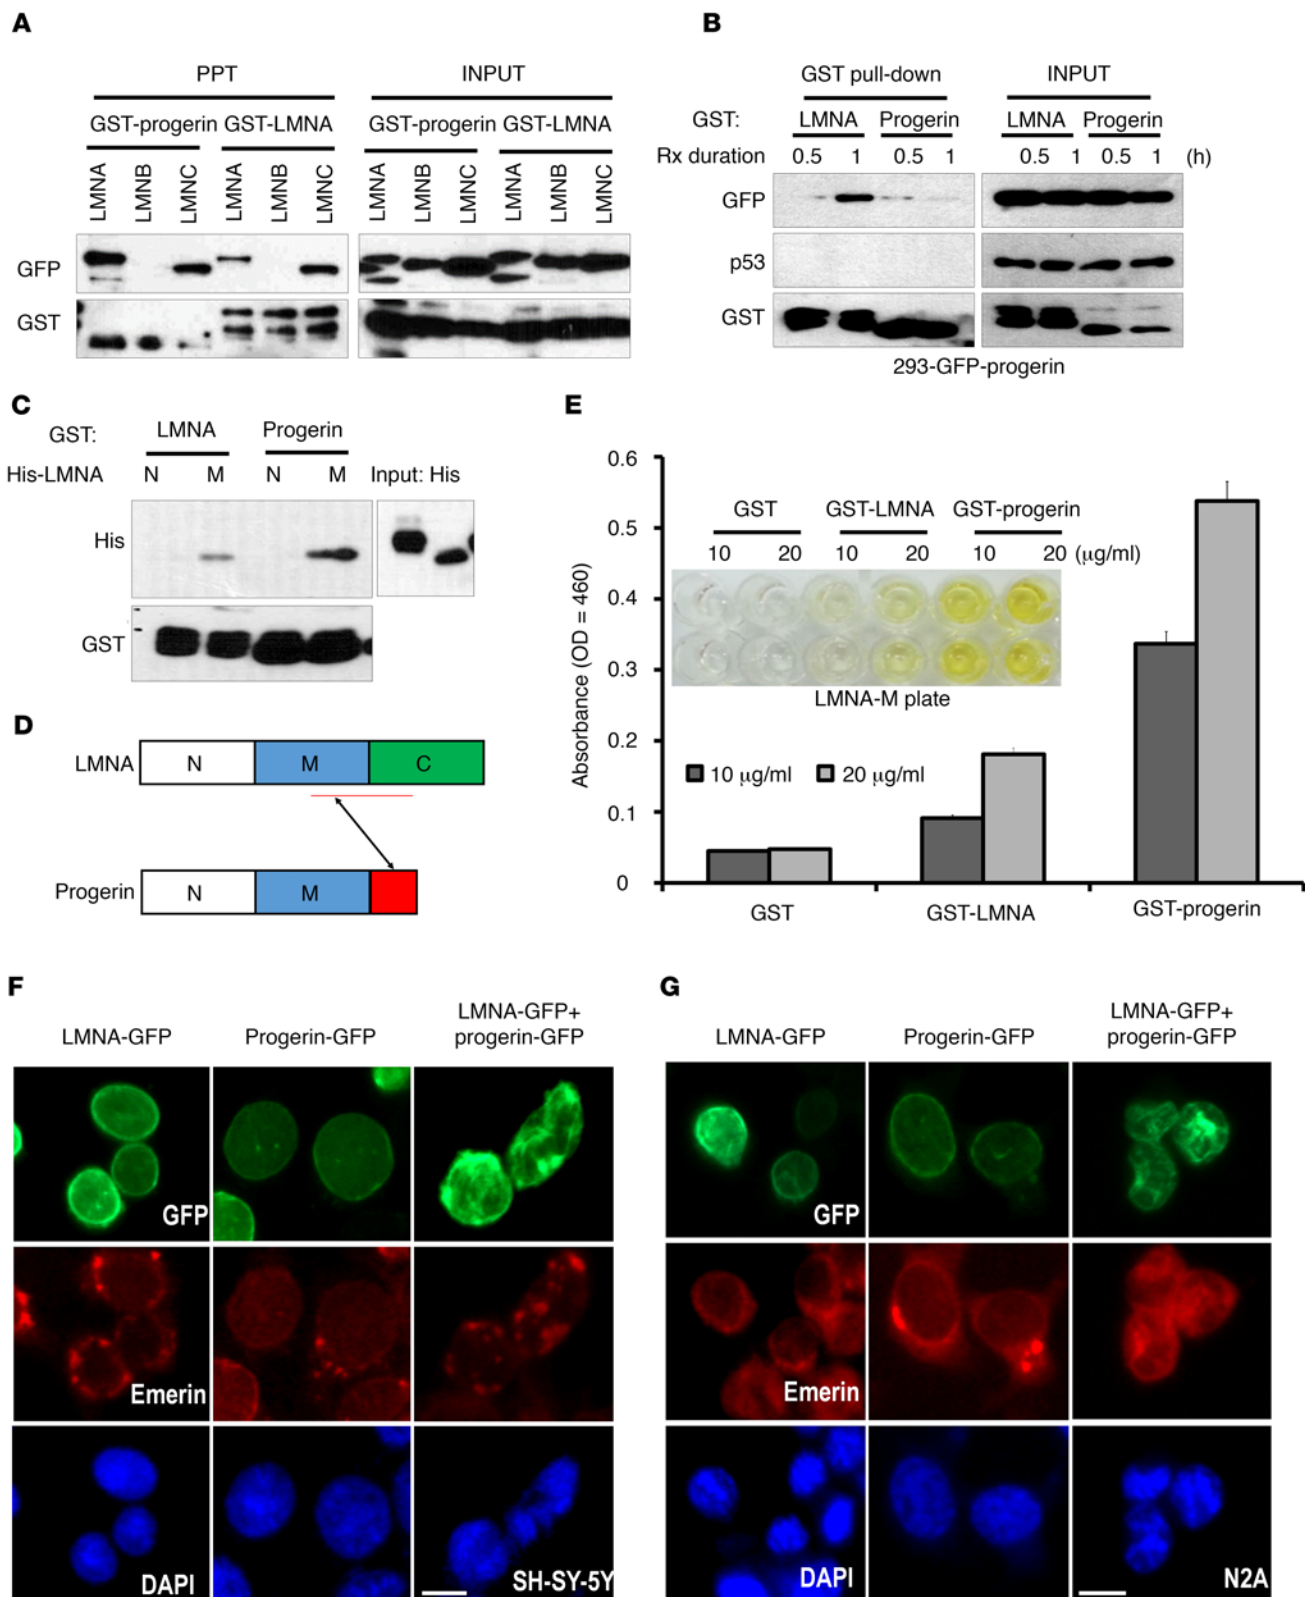 A
PPT INPUT
GST-progerin GST-LMNA GST-progerin GST-LMNA
LMNA LMNB LMNC LMNA LMNB LMNC LMNA LMNB LMNC LMNA LMNB LMNC
GFP
GST
B
GST pull-down INPUT
GST: LMNA Progerin LMNA Progerin
Rx duration 0.5 1 0.5 1 0.5 1 0.5 1 (h)
GFP
p53
GST
293-GFP-progerin
C
GST: LMNA Progerin
His-LMNA N M N M Input: His
His
GST
D
LMNA N M C
Progerin N M
E
Absorbance (OD = 460)
0.6
0.5
0.4
0.3
0.2
0.1
0
GST GST-LMNA GST-progerin
10 20 10 20 10 20 (µg/ml)
LMNA-M plate
10 µg/ml 20 µg/ml
GST GST-LMNA GST-progerin
F
LMNA-GFP Progerin-GFP LMNA-GFP+
progerin-GFP
GFP
Emerin
DAPI SH-SY-5Y
G
LMNA-GFP Progerin-GFP LMNA-GFP+
progerin-GFP
GFP
Emerin
DAPI N2A